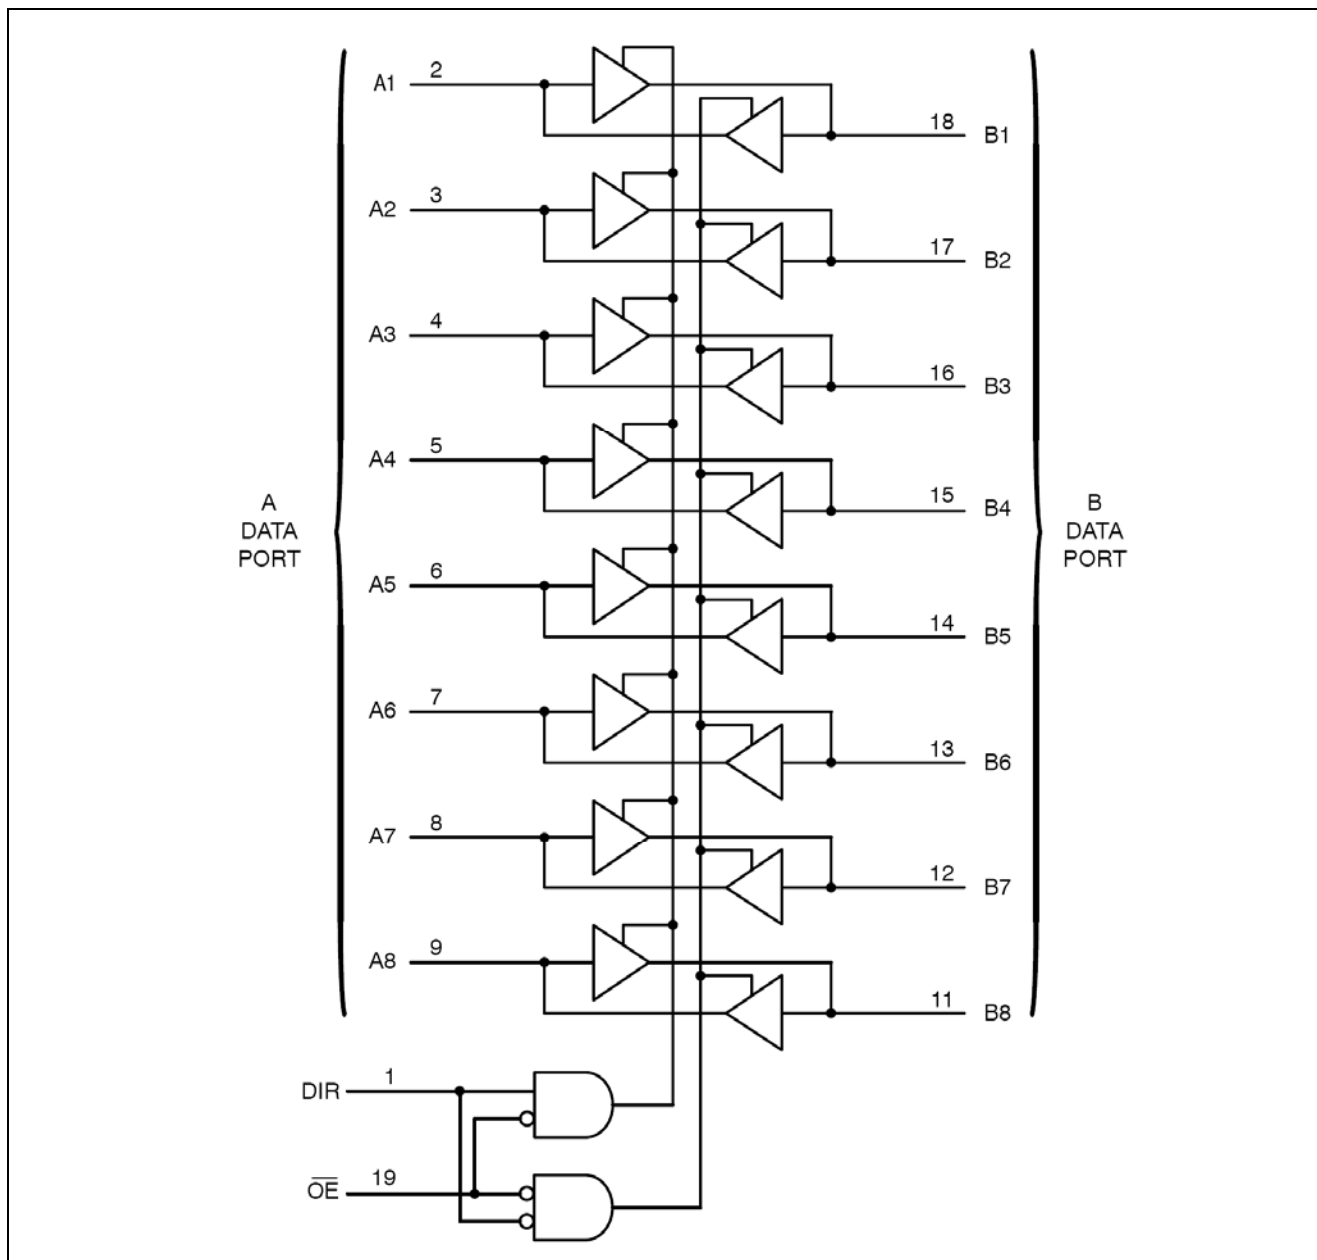 A1 2
18 B1
A2 3
17 B2
A3 4
16 B3
A4 5
15 B4
A
DATA
PORT
B
DATA
PORT
A5 6
14 B5
A6 7
13 B6
A7 8
12 B7
A8 9
11 B8
DIR 1
O̅E̅ 19